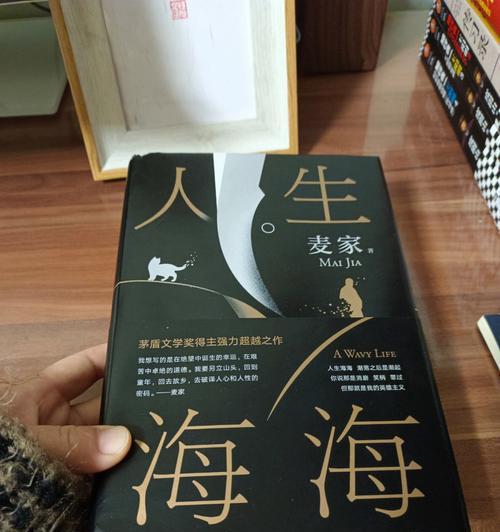 人生
麦家 著
MAI JIA
茅盾文学奖得主强力超越之作
我想写的是在绝望中诞生的幸运，在艰
苦中卓绝的道德。我要另立山头，回到
童年，回去故乡，去破译人心和人性的
密码。——麦家
A WAVY LIFE
人生海海 潮落之后是潮起
你说那是消磨 笑柄 罪过
但那就是我的英雄主义
海海